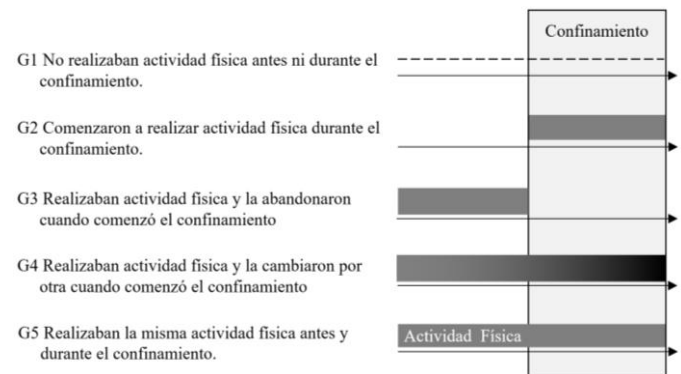 Confinamiento
G1 No realizaban actividad física antes ni durante el
confinamiento.
G2 Comenzaron a realizar actividad física durante el
confinamiento.
G3 Realizaban actividad física y la abandonaron
cuando comenzó el confinamiento
G4 Realizaban actividad física y la cambiaron por
otra cuando comenzó el confinamiento
G5 Realizaban la misma actividad física antes y
durante el confinamiento.
Actividad Física